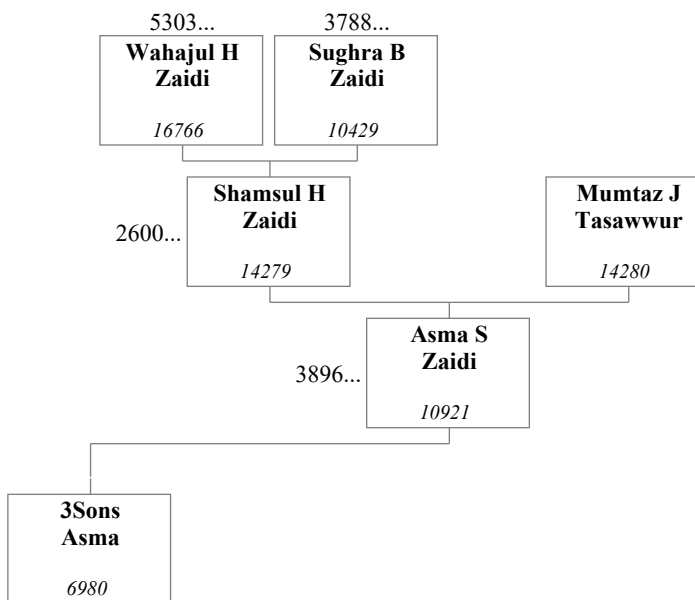 5303...
3788...
Wahajul H
Zaidi
16766
Sughra B
Zaidi
10429
2600...
Shamsul H
Zaidi
14279
Mumtaz J
Tasawwur
14280
3896...
Asma S
Zaidi
10921
3Sons
Asma
6980